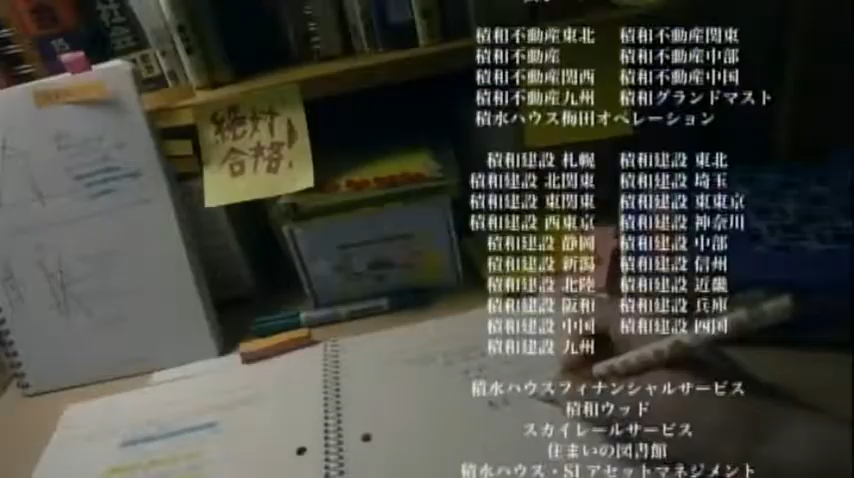 社会
15
絶対
合格!
積和不動産東北 積和不動産関東
積和不動産 積和不動産中部
積和不動産関西 積和不動産中国
積和不動産九州 積和グランドマスト
積水ハウス梅田オペレーション
積和建設 札幌 積和建設 東北
積和建設 北関東 積和建設 埼玉
積和建設 東関東 積和建設 東東京
積和建設 西東京 積和建設 神奈川
積和建設 静岡 積和建設 中部
積和建設 新潟 積和建設 信州
積和建設 北陸 積和建設 近畿
積和建設 阪和 積和建設 兵庫
積和建設 中国 積和建設 四国
積和建設 九州
積水ハウスフィナンシャルサービス
積和ウッド
スカイレールサービス
住まいの図書館
積水ハウス・SIアセットマネジメント